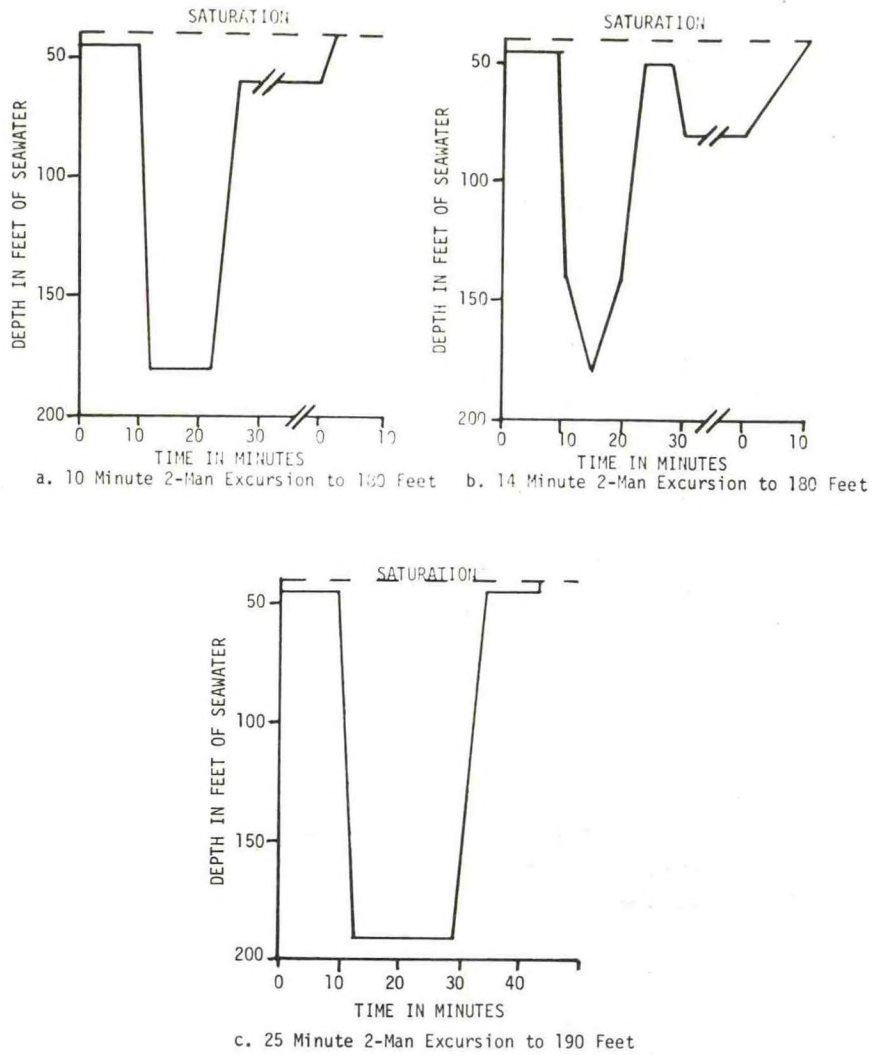 SATURATION
50
100
150
200
DEPTH IN FEET OF SEAWATER
0 10 20 30 0 10
TIME IN MINUTES
a. 10 Minute 2-Man Excursion to 180 Feet
SATURATION
50
100
150
200
DEPTH IN FEET OF SEAWATER
0 10 20 30 0 10
TIME IN MINUTES
b. 14 Minute 2-Man Excursion to 180 Feet
SATURATION
50
100
150
200
DEPTH IN FEET OF SEAWATER
0 10 20 30 40
TIME IN MINUTES
c. 25 Minute 2-Man Excursion to 190 Feet